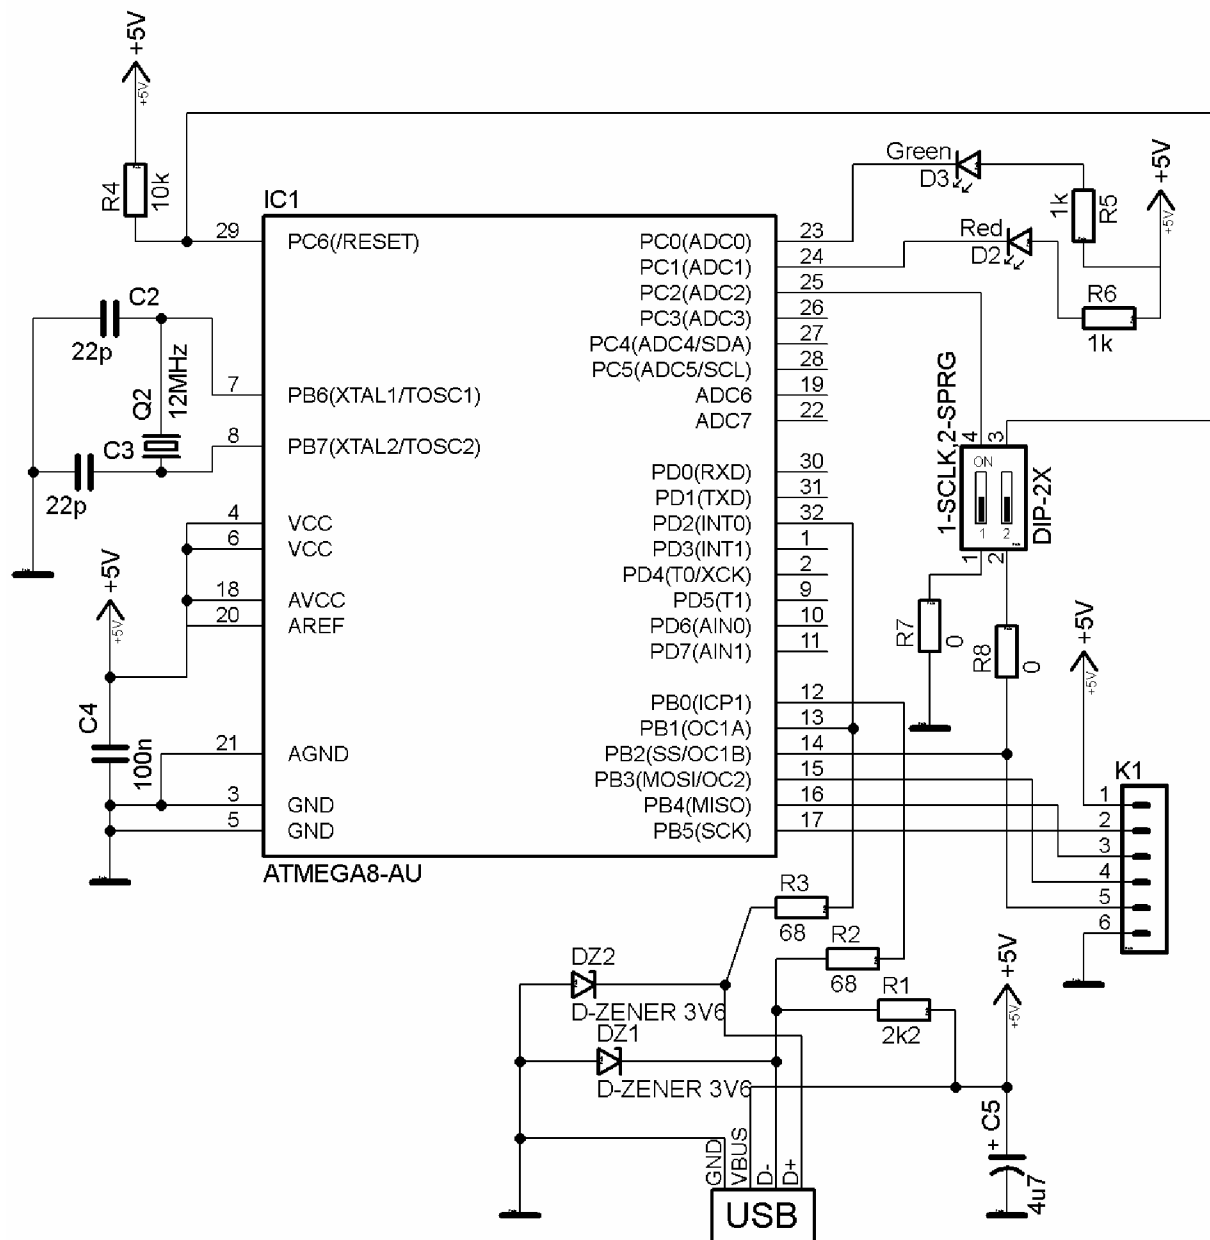 +5V
+5V
R4
10k
IC1
29
PC6(/RESET)
C2
22p
Q2
12MHz
7
PB6(XTAL1/TOSC1)
8
PB7(XTAL2/TOSC2)
C3
22p
4
VCC
6
VCC
18
AVCC
20
AREF
+5V
+5V
C4
100n
21
AGND
3
GND
5
GND
ATMEGA8-AU
PC0(ADC0)
23
PC1(ADC1)
24
PC2(ADC2)
25
PC3(ADC3)
26
PC4(ADC4/SDA)
27
PC5(ADC5/SCL)
28
ADC6
19
ADC7
22
PD0(RXD)
30
PD1(TXD)
31
PD2(INT0)
32
PD3(INT1)
1
PD4(T0/XCK)
2
PD5(T1)
9
PD6(AIN0)
10
PD7(AIN1)
11
PB0(ICP1)
12
PB1(OC1A)
13
PB2(SS/OC1B)
14
PB3(MOSI/OC2)
15
PB4(MISO)
16
PB5(SCK)
17
Green
D3
Red
D2
1k
R5
R6
1k
+5V
+5V
1-SCLK,2-SPRG
4
3
ON
1
2
DIP-2X
1
2
R7
0
R8
0
+5V
+5V
K1
1
2
3
4
5
6
R3
68
R2
68
R1
2k2
DZ2
D-ZENER 3V6
DZ1
D-ZENER 3V6
+5V
+5V
+ C5
4u7
GND
VBUS
D-
D+
USB